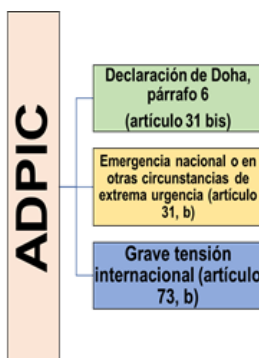 ADPIC
Declaración de Doha,
párrafo 6
(artículo 31 bis)
Emergencia nacional o en
otras circunstancias de
extrema urgencia (artículo
31, b)
Grave tensión
internacional (artículo
73, b)